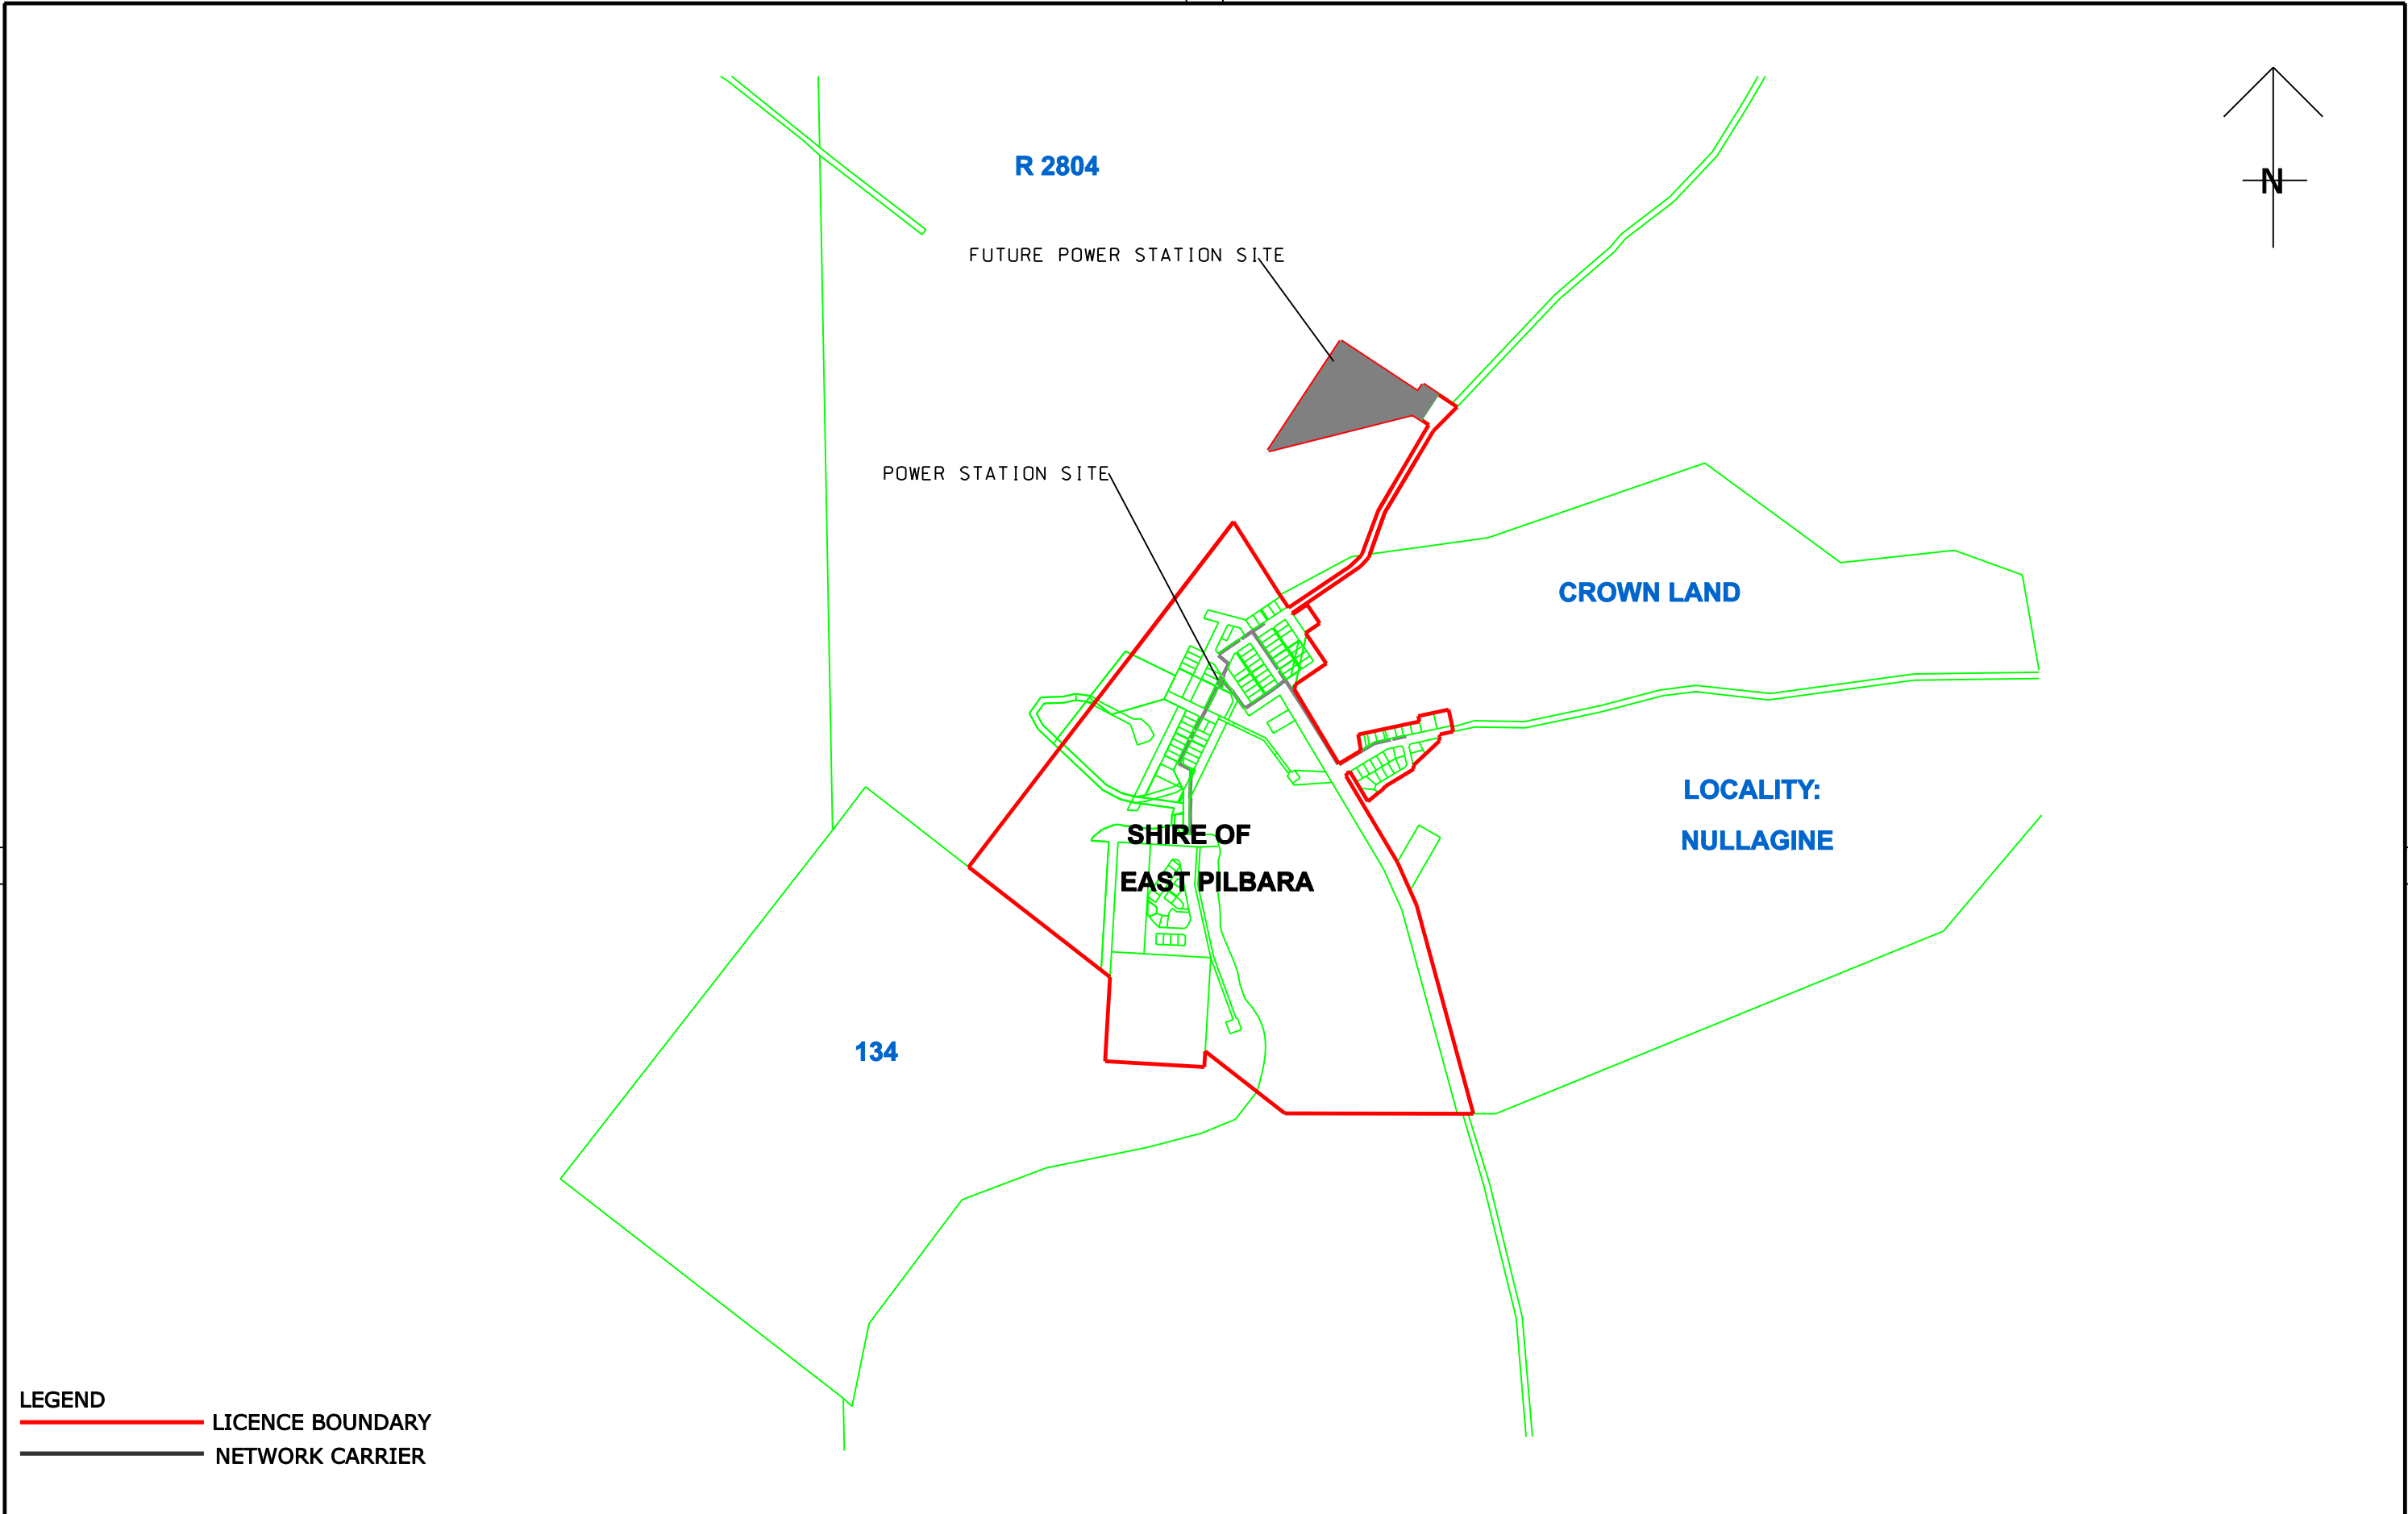 R 2804
N
FUTURE POWER STATION SITE
POWER STATION SITE
CROWN LAND
LOCALITY:
NULLAGINE
SHIRE OF
EAST PILBARA
134
LEGEND
LICENCE BOUNDARY
NETWORK CARRIER